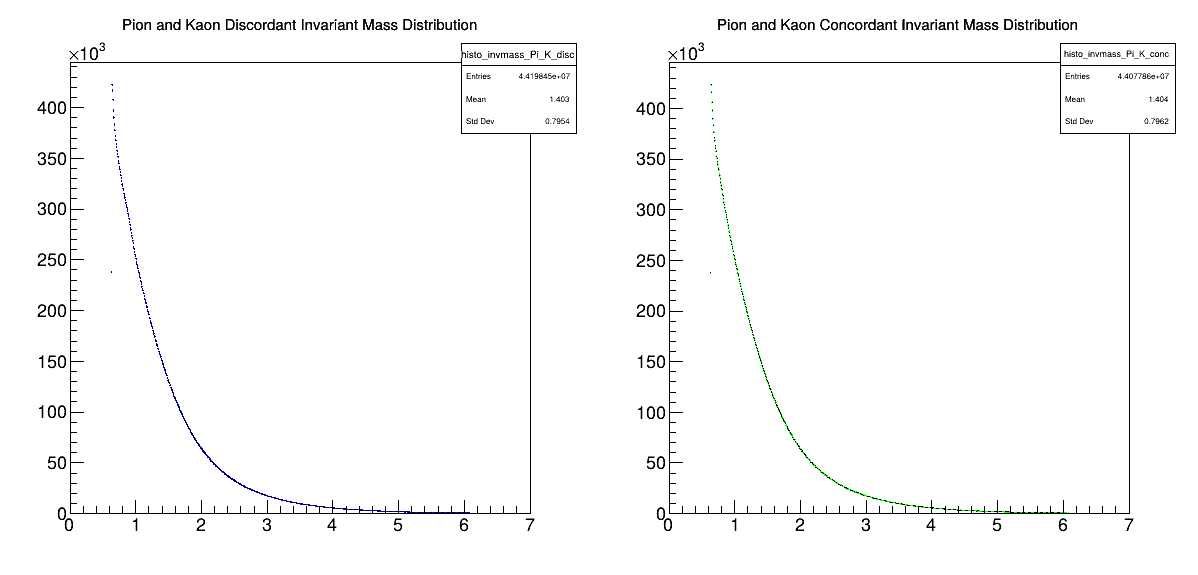 Pion and Kaon Discordant Invariant Mass Distribution
×10³
histo_invmass_Pi_K_disc
Entries 4.419845e+07
Mean 1.403
Std Dev 0.7954
400
350
300
250
200
150
100
50
0
0 1 2 3 4 5 6 7
Pion and Kaon Concordant Invariant Mass Distribution
×10³
histo_invmass_Pi_K_conc
Entries 4.407786e+07
Mean 1.404
Std Dev 0.7962
400
350
300
250
200
150
100
50
0
0 1 2 3 4 5 6 7